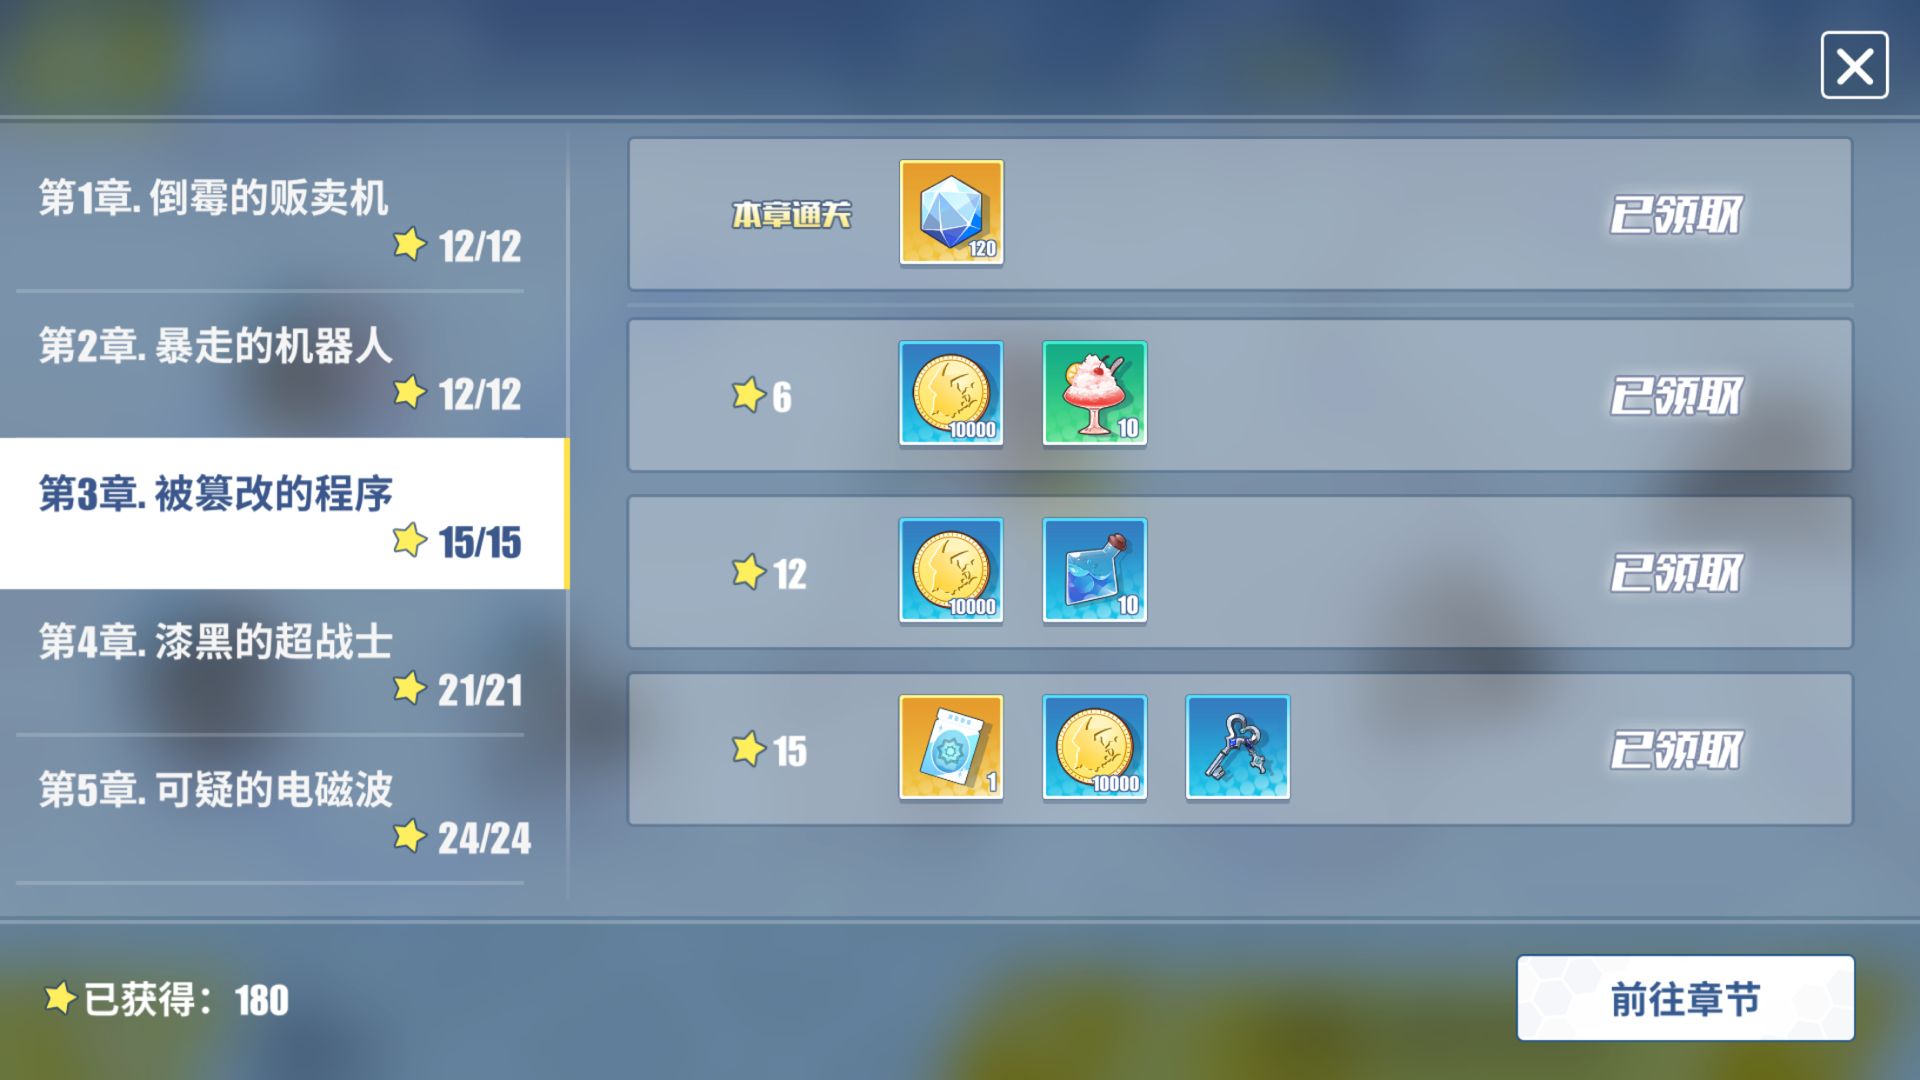 第1章. 倒霉的贩卖机
12/12
第2章. 暴走的机器人
12/12
第3章. 被篡改的程序
15/15
第4章. 漆黑的超战士
21/21
第5章. 可疑的电磁波
24/24
本章通关
120
已领取
6
10000
10
已领取
12
10000
10
已领取
15
1
10000
已领取
已获得：180
前往章节